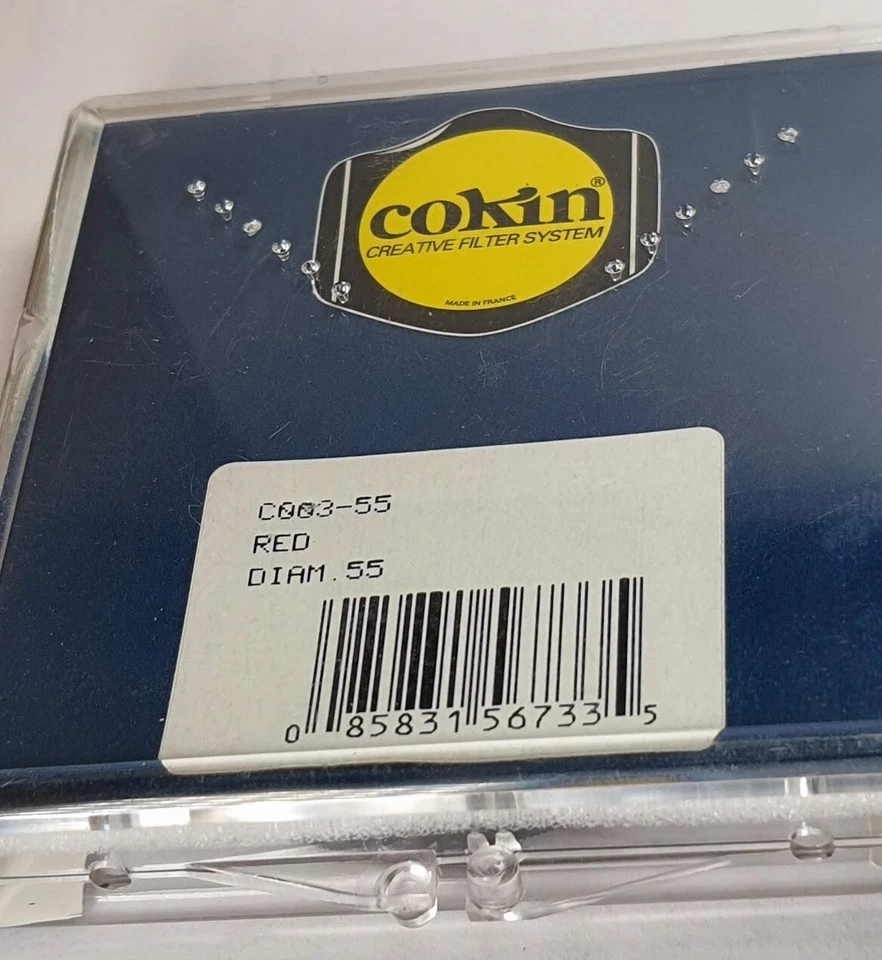 cokin®
CREATIVE FILTER SYSTEM
MADE IN FRANCE
C003-55
RED
DIAM.55
0 85831 56733 5